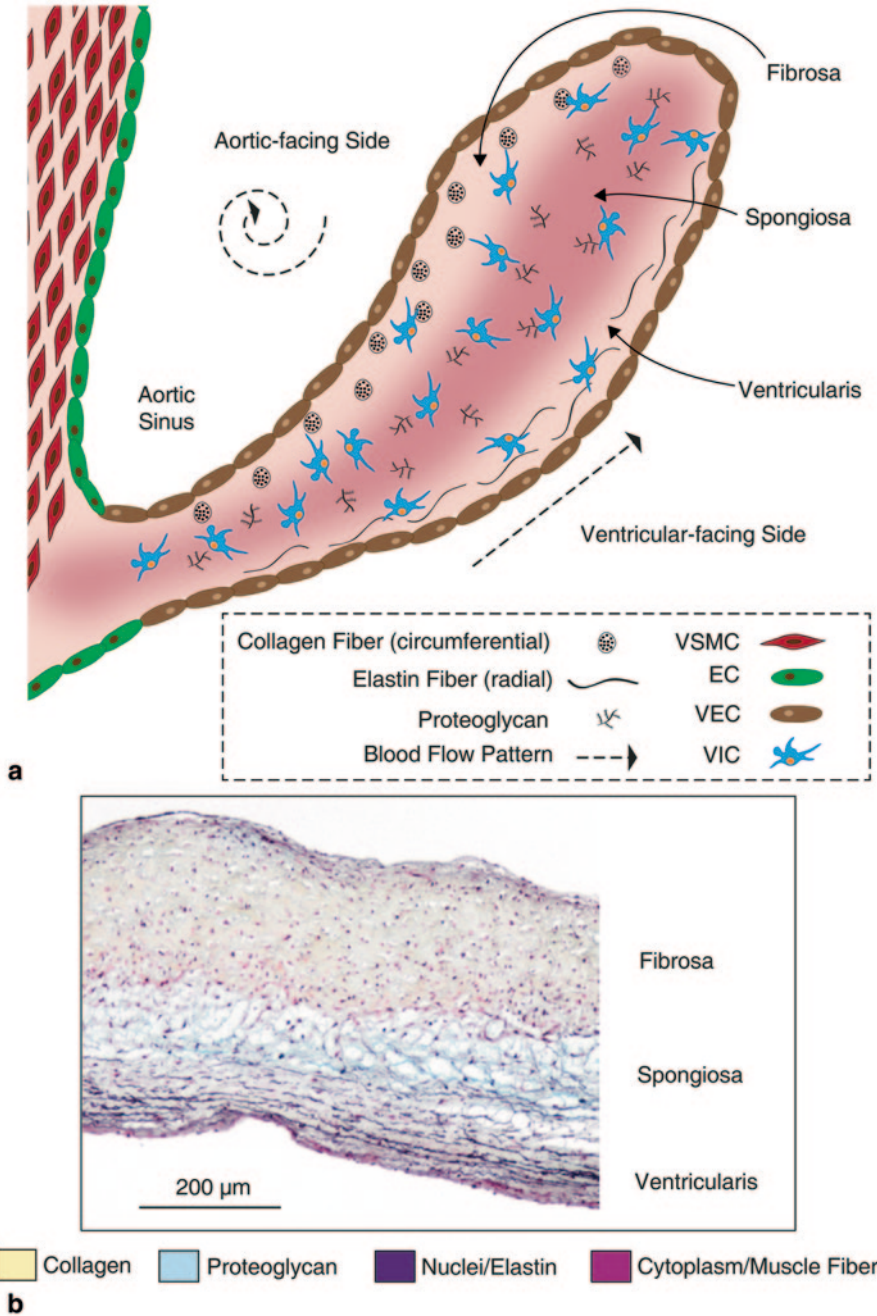 Fibrosa
Aortic-facing Side
Spongiosa
Ventricularis
Aortic
Sinus
Ventricular-facing Side
Collagen Fiber (circumferential)
VSMC
Elastin Fiber (radial)
EC
Proteoglycan
VEC
Blood Flow Pattern
VIC
a
Fibrosa
Spongiosa
Ventricularis
200 µm
Collagen
Proteoglycan
Nuclei/Elastin
Cytoplasm/Muscle Fiber
b